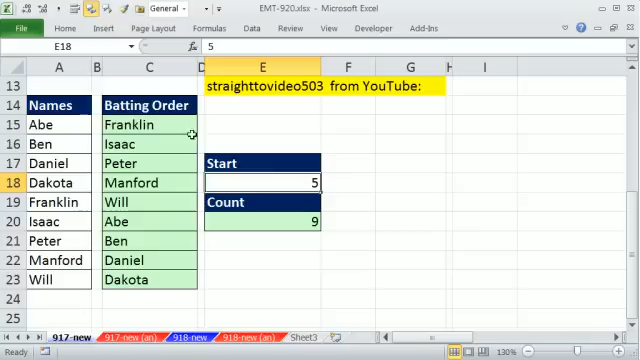 EMT-920.xlsx - Microsoft Excel
General
File Home Insert Page Layout Formulas Data Review View Developer Add-Ins
E18 fx 5
A B C D E F G H I
13 straighttovideo503 from YouTube:
14 Names Batting Order
15 Abe Franklin
16 Ben Isaac
17 Daniel Peter Start
18 Dakota Manford 5
19 Franklin Will Count
20 Isaac Abe 9
21 Peter Ben
22 Manford Daniel
23 Will Dakota
24
25
917-new 917-new (an) 918-new 918-new (an) Sheet3
Ready 130%